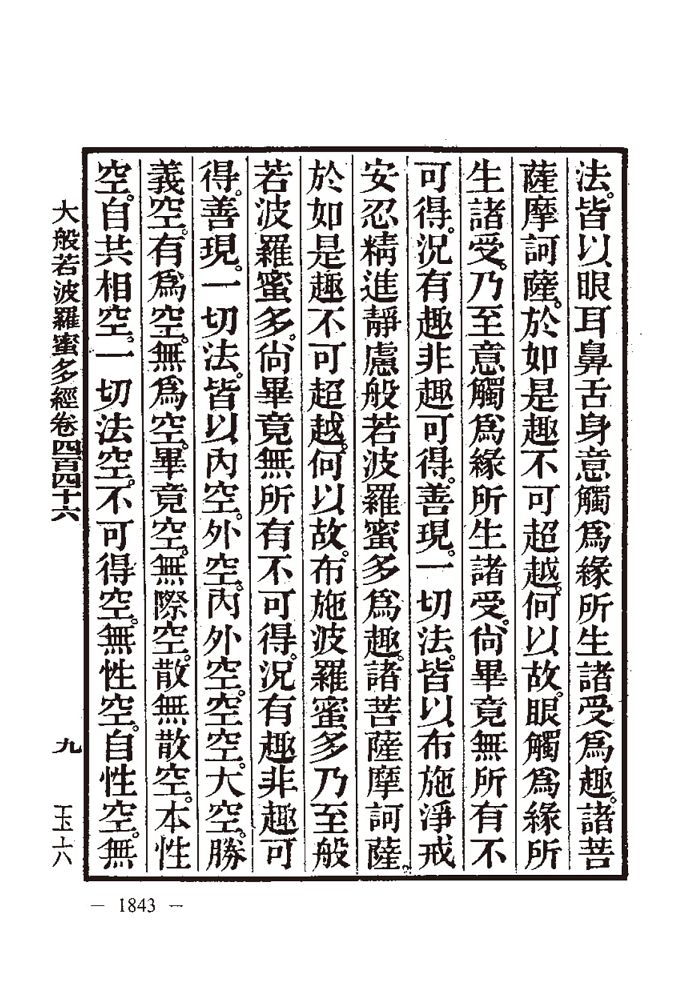 法。皆以眼耳鼻舌身意觸爲緣所生諸受爲趣。諸菩
薩摩訶薩。於如是趣不可超越。何以故。眼觸爲緣所
生諸受。乃至意觸爲緣所生諸受。尙畢竟無所有不
可得。況有趣非趣可得。善現。一切法。皆以布施淨戒
安忍精進靜慮般若波羅蜜多爲趣。諸菩薩摩訶薩。
於如是趣不可超越。何以故。布施波羅蜜多乃至般
若波羅蜜多。尙畢竟無所有不可得。況有趣非趣可
得。善現。一切法。皆以內空。外空。內外空。空空。大空。勝
義空。有爲空。無爲空。畢竟空。無際空。散無散空。本性
空。自共相空。一切法空。不可得空。無性空。自性空。無
大般若波羅蜜多經卷四百四十六
九
玉六
— 1843 —